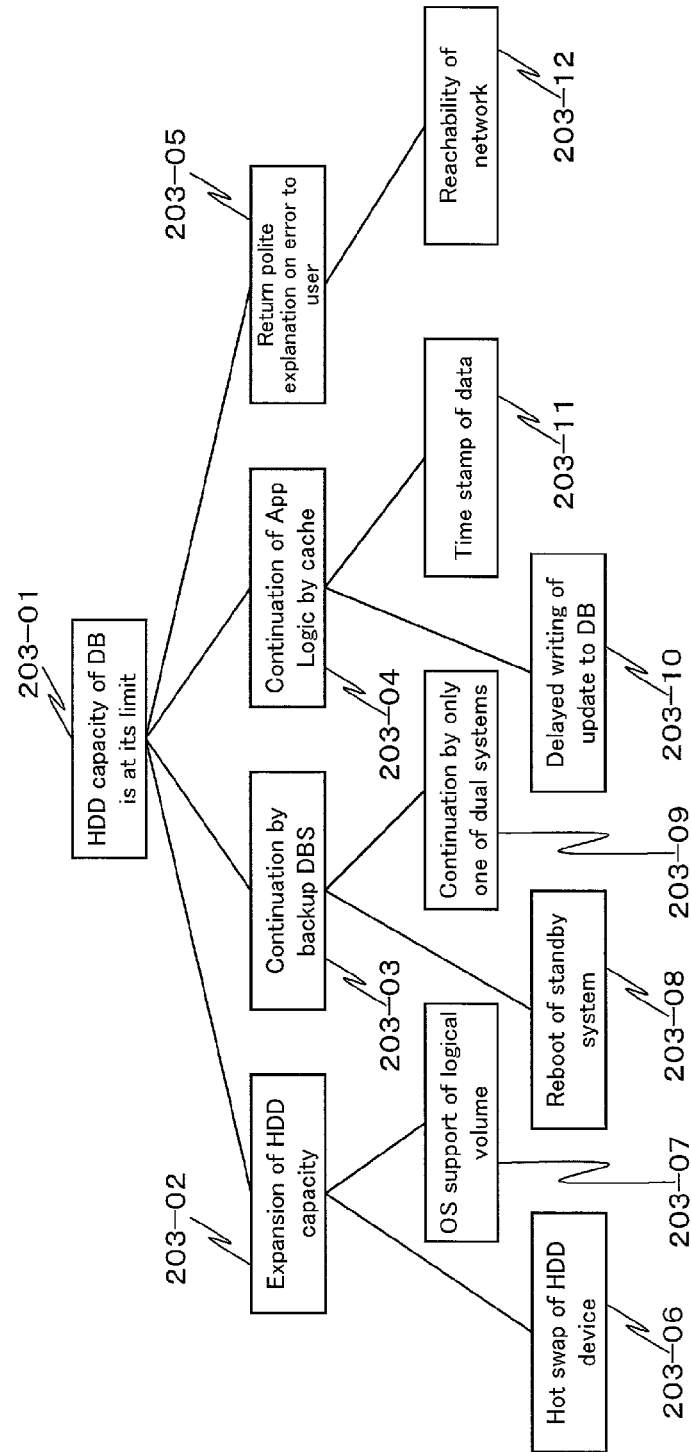 203-01
HDD capacity of DB
is at its limit
203-02
Expansion of HDD
capacity
Continuation by
backup DBS
203-03
Continuation of App
Logic by cache
203-04
203-05
Return polite
explanation on error to
user
Hot swap of HDD
device
203-06
OS support of logical
volume
203-07
Reboot of standby
system
203-08
Continuation by only
one of dual systems
203-09
Delayed writing of
update to DB
203-10
Time stamp of data
203-11
Reachability of
network
203-12